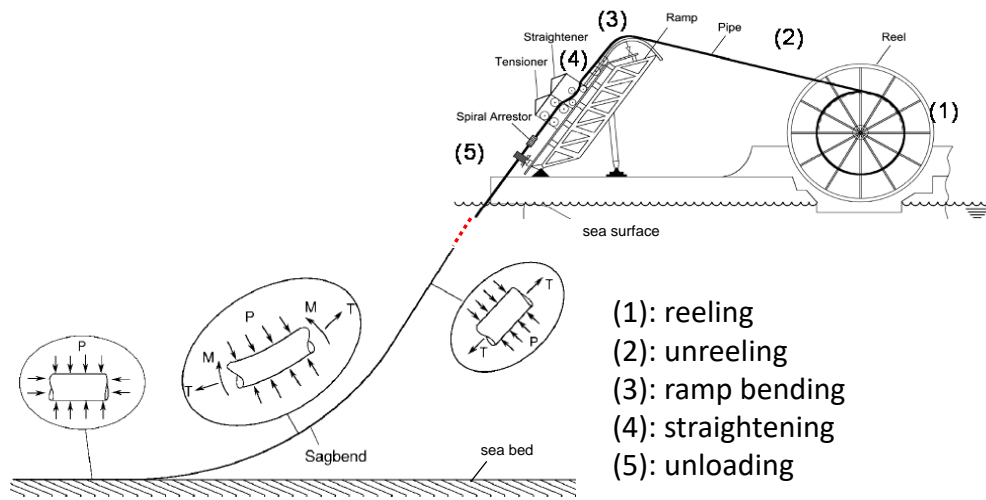 (3)
Ramp
Straightener
Pipe
(2)
Reel
(4)
Tensioner
(1)
Spiral Arrestor
(5)
sea surface
T
M
P
M
T
T
T
P
P
(1): reeling
(2): unreeling
(3): ramp bending
(4): straightening
(5): unloading
Sagbend
sea bed